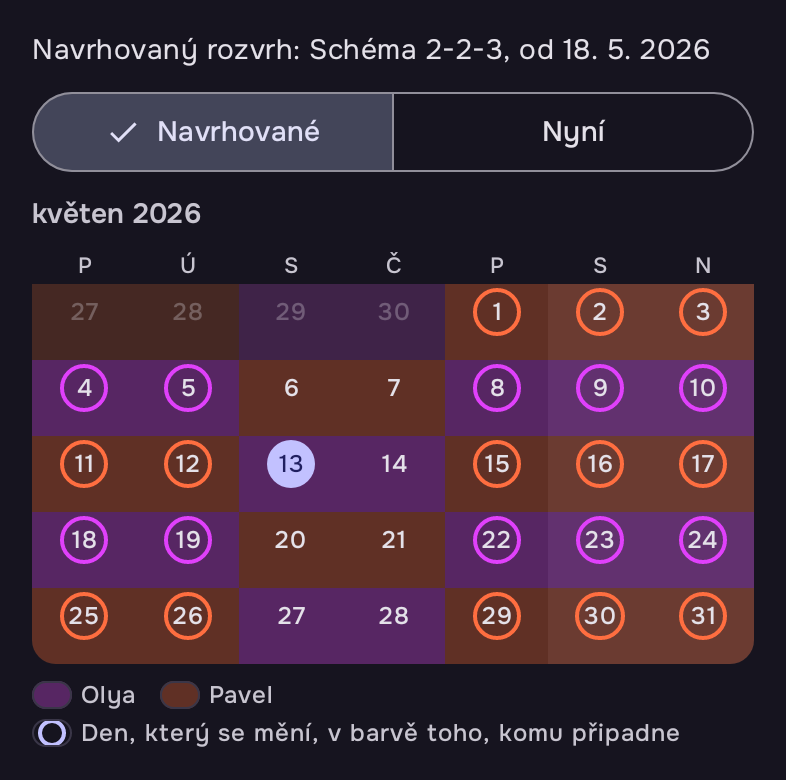 Navrhovaný rozvrh: Schéma 2-2-3, od 18. 5. 2026
Navrhované Nyní
květen 2026
P Ú S Č P S N
27 28 29 30 1 2 3
4 5 6 7 8 9 10
11 12 13 14 15 16 17
18 19 20 21 22 23 24
25 26 27 28 29 30 31
Olya Pavel
Den, který se mění, v barvě toho, komu připadne